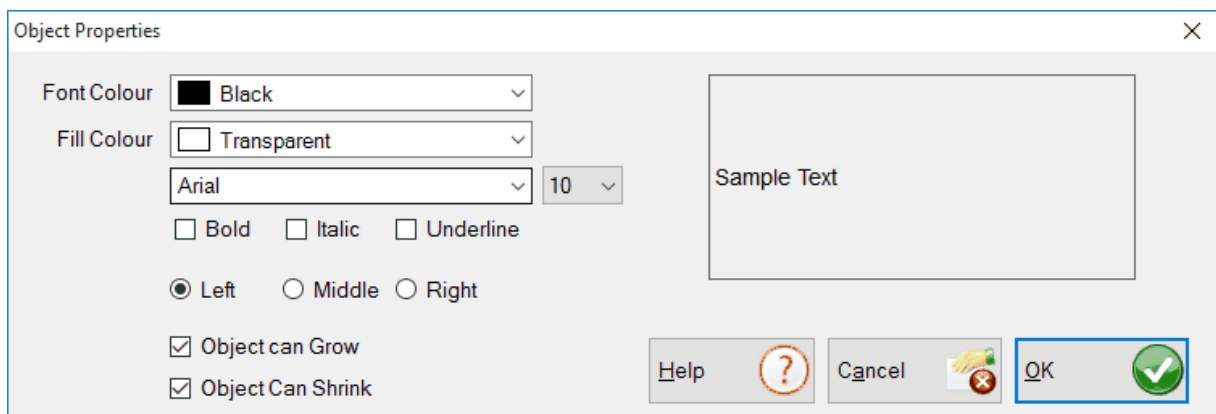 Object Properties
Font Colour Black
Fill Colour Transparent
Arial 10
Sample Text
Bold Italic Underline
Left Middle Right
Object can Grow
Object Can Shrink
Help Cancel OK